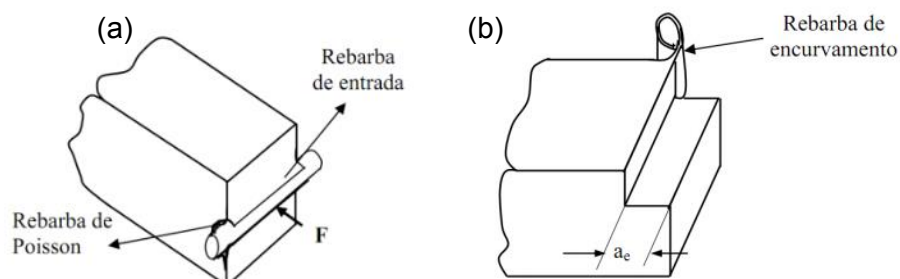 (a)
Rebarba
de entrada
Rebarba de
Poisson
F
(b)
Rebarba de
encurvamento
aₑ